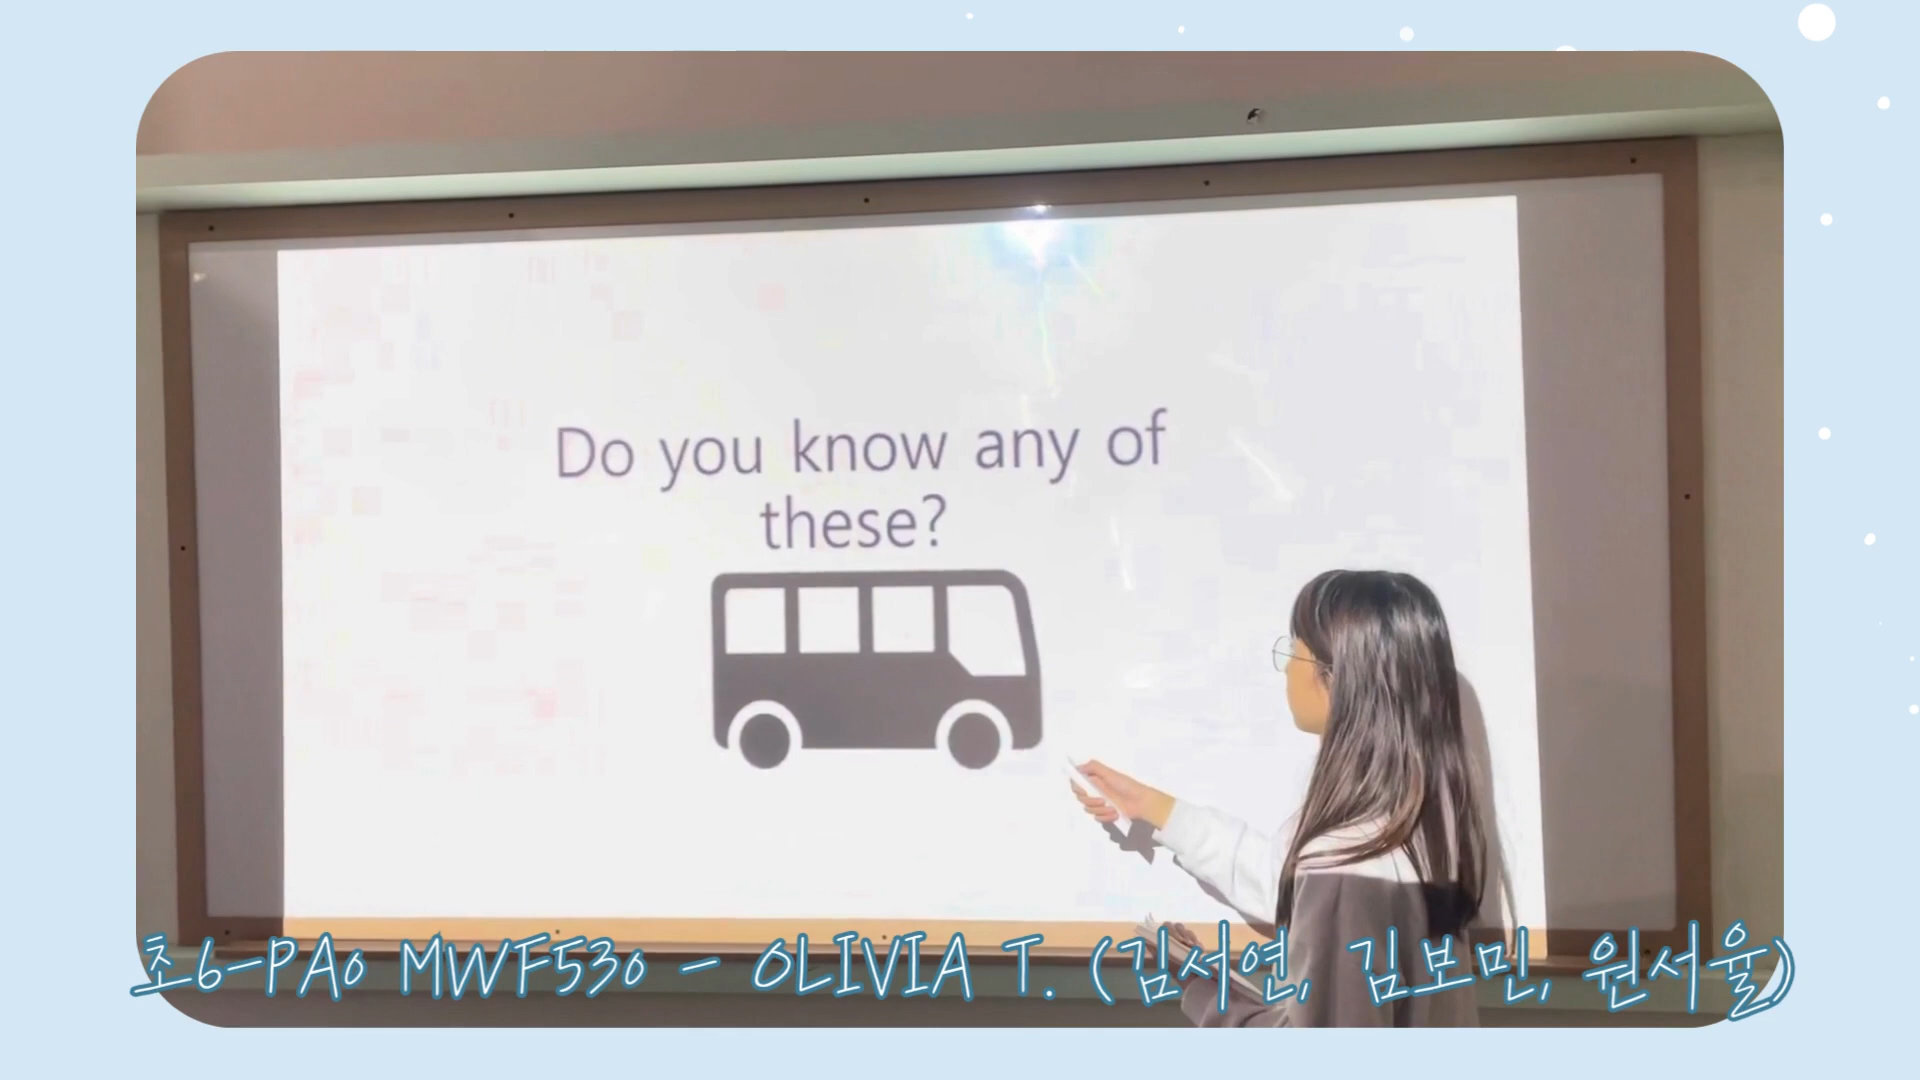 Do you know any of
these?
초6-PA0 MWF530 - OLIVIA T. (김서연, 김보민, 원서율)